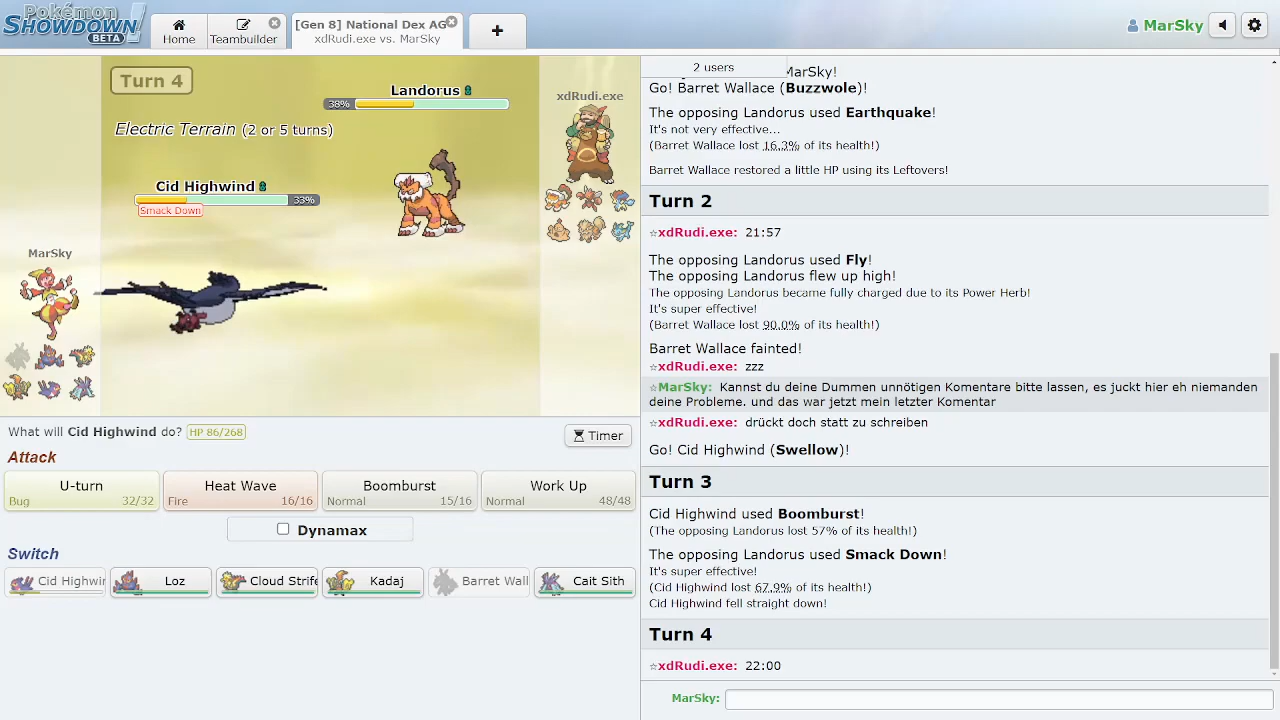 Pokémon
SHOWDOWN!
BETA
Home
Teambuilder
[Gen 8] National Dex AG
xdRudi.exe vs. MarSky
+
MarSky
Turn 4
Landorus
38%
Electric Terrain (2 or 5 turns)
Cid Highwind
33%
Smack Down
xdRudi.exe
MarSky
What will Cid Highwind do? HP 86/268
Timer
Attack
U-turn
Bug 32/32
Heat Wave
Fire 16/16
Boomburst
Normal 15/16
Work Up
Normal 48/48
Dynamax
Switch
Cid Highwin
Loz
Cloud Strife
Kadaj
Barret Wall
Cait Sith
2 users
MarSky!
Go! Barret Wallace (Buzzwole)!
The opposing Landorus used Earthquake!
It's not very effective...
(Barret Wallace lost 16.3% of its health!)
Barret Wallace restored a little HP using its Leftovers!
Turn 2
☆xdRudi.exe: 21:57
The opposing Landorus used Fly!
The opposing Landorus flew up high!
The opposing Landorus became fully charged due to its Power Herb!
It's super effective!
(Barret Wallace lost 90.0% of its health!)
Barret Wallace fainted!
☆xdRudi.exe: zzz
☆MarSky: Kannst du deine Dummen unnötigen Komentare bitte lassen, es juckt hier eh niemanden
deine Probleme. und das war jetzt mein letzter Komentar
☆xdRudi.exe: drückt doch statt zu schreiben
Go! Cid Highwind (Swellow)!
Turn 3
Cid Highwind used Boomburst!
(The opposing Landorus lost 57% of its health!)
The opposing Landorus used Smack Down!
It's super effective!
(Cid Highwind lost 67.9% of its health!)
Cid Highwind fell straight down!
Turn 4
☆xdRudi.exe: 22:00
MarSky: